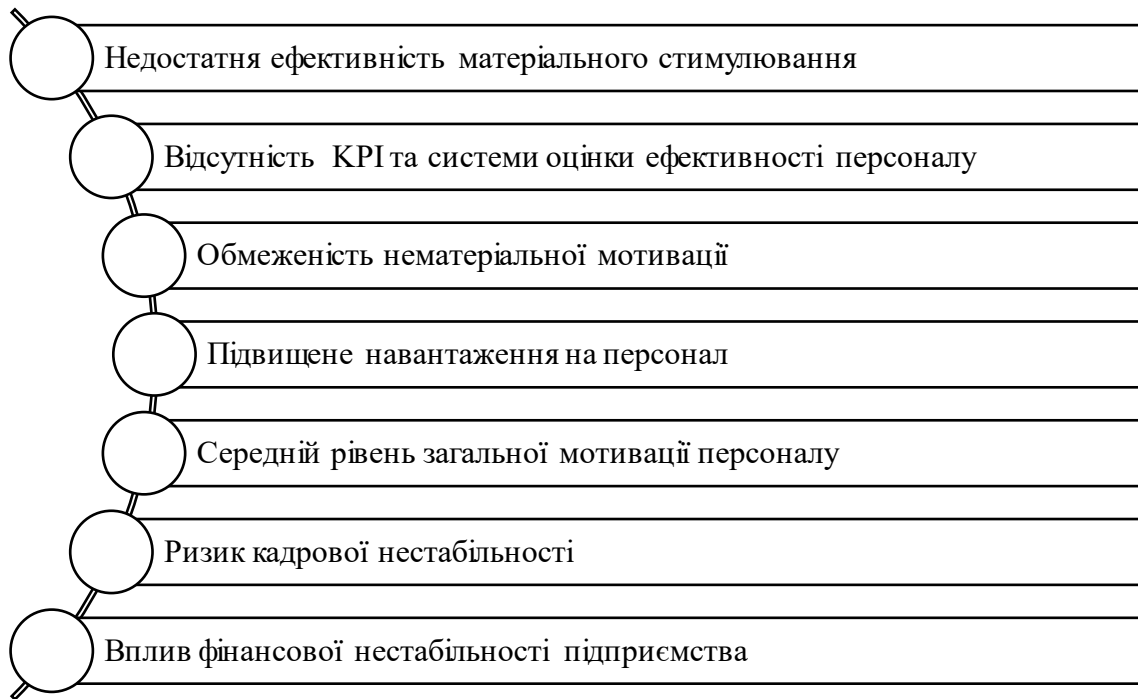 Недостатня ефективність матеріального стимулювання
Відсутність KPI та системи оцінки ефективності персоналу
Обмеженість нематеріальної мотивації
Підвищене навантаження на персонал
Середній рівень загальної мотивації персоналу
Ризик кадрової нестабільності
Вплив фінансової нестабільності підприємства